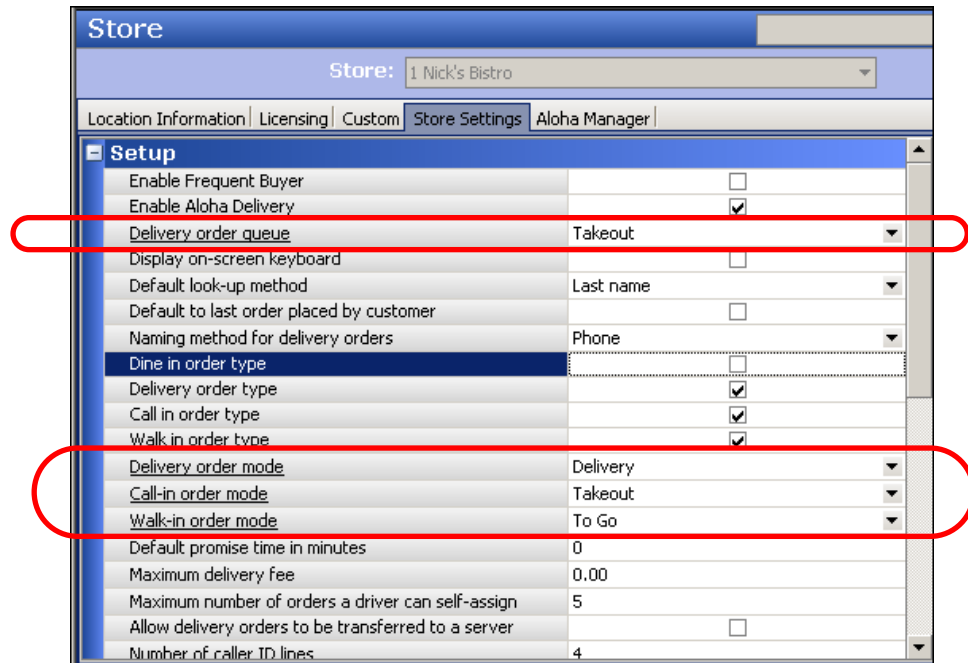 Store
Store: 1 Nick's Bistro
Location Information Licensing Custom Store Settings Aloha Manager
Setup
Enable Frequent Buyer
Enable Aloha Delivery
Delivery order queue Takeout
Display on-screen keyboard
Default look-up method Last name
Default to last order placed by customer
Naming method for delivery orders Phone
Dine in order type
Delivery order type
Call in order type
Walk in order type
Delivery order mode Delivery
Call-in order mode Takeout
Walk-in order mode To Go
Default promise time in minutes 0
Maximum delivery fee 0.00
Maximum number of orders a driver can self-assign 5
Allow delivery orders to be transferred to a server
Number of caller ID lines 4